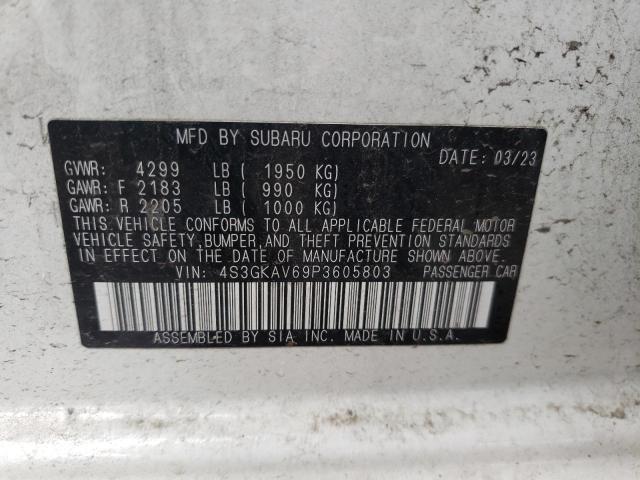 MFD BY SUBARU CORPORATION
DATE: 03/23
GVWR: 4299 LB ( 1950 KG)
GAWR: F 2183 LB ( 990 KG)
GAWR: R 2205 LB ( 1000 KG)
THIS VEHICLE CONFORMS TO ALL APPLICABLE FEDERAL MOTOR
VEHICLE SAFETY,BUMPER,AND THEFT PREVENTION STANDARDS
IN EFFECT ON THE DATE OF MANUFACTURE SHOWN ABOVE.
VIN: 4S3GKAV69P3605803 PASSENGER CAR
ASSEMBLED BY SIA INC. MADE IN U.S.A.